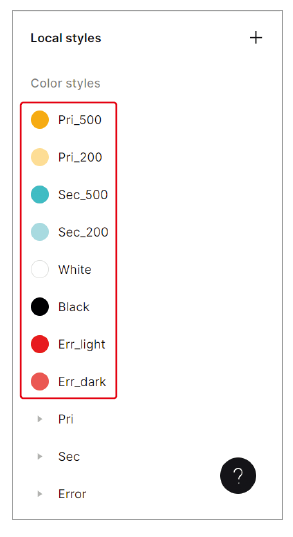 Local styles
Color styles
Pri_500
Pri_200
Sec_500
Sec_200
White
Black
Err_light
Err_dark
Pri
Sec
Error
?